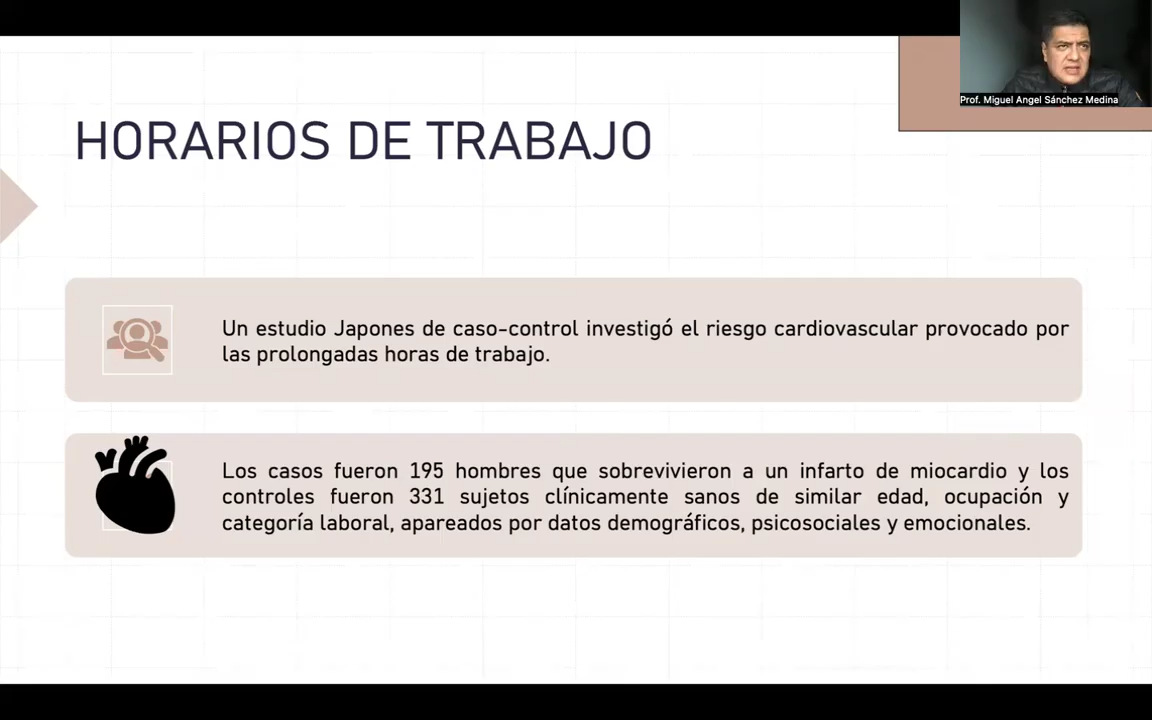 Prof. Miguel Angel Sánchez Medina
HORARIOS DE TRABAJO
Un estudio Japones de caso-control investigó el riesgo cardiovascular provocado por
las prolongadas horas de trabajo.
Los casos fueron 195 hombres que sobrevivieron a un infarto de miocardio y los
controles fueron 331 sujetos clínicamente sanos de similar edad, ocupación y
categoría laboral, apareados por datos demográficos, psicosociales y emocionales.